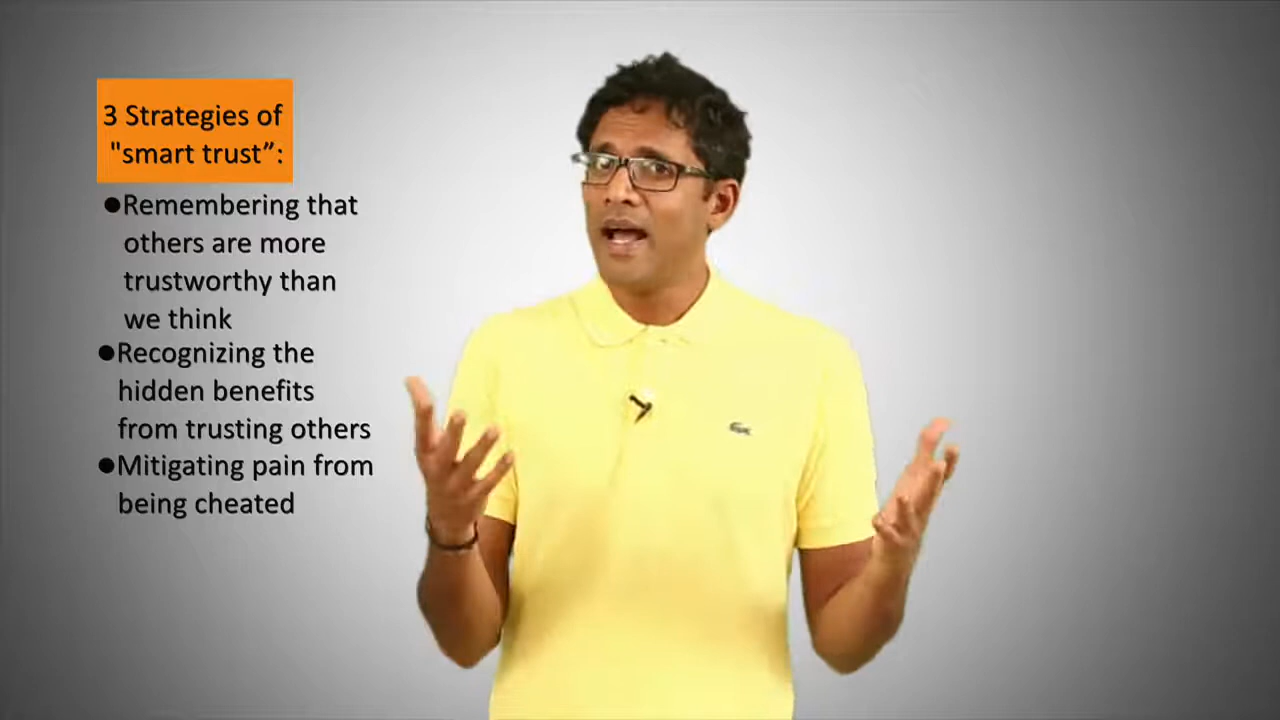 3 Strategies of
"smart trust”:
●Remembering that
others are more
trustworthy than
we think
●Recognizing the
hidden benefits
from trusting others
●Mitigating pain from
being cheated